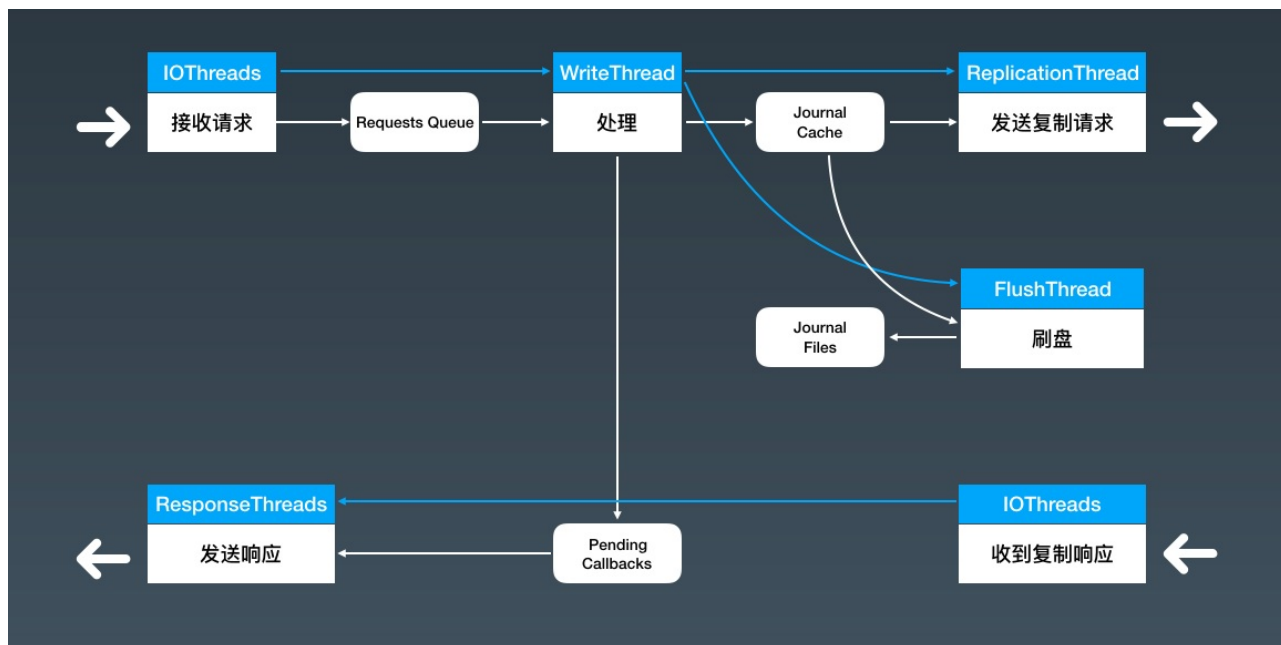 IOThreads
接收请求
Requests Queue
WriteThread
处理
Journal
Cache
ReplicationThread
发送复制请求
FlushThread
刷盘
Journal
Files
ResponseThreads
发送响应
Pending
Callbacks
IOThreads
收到复制响应